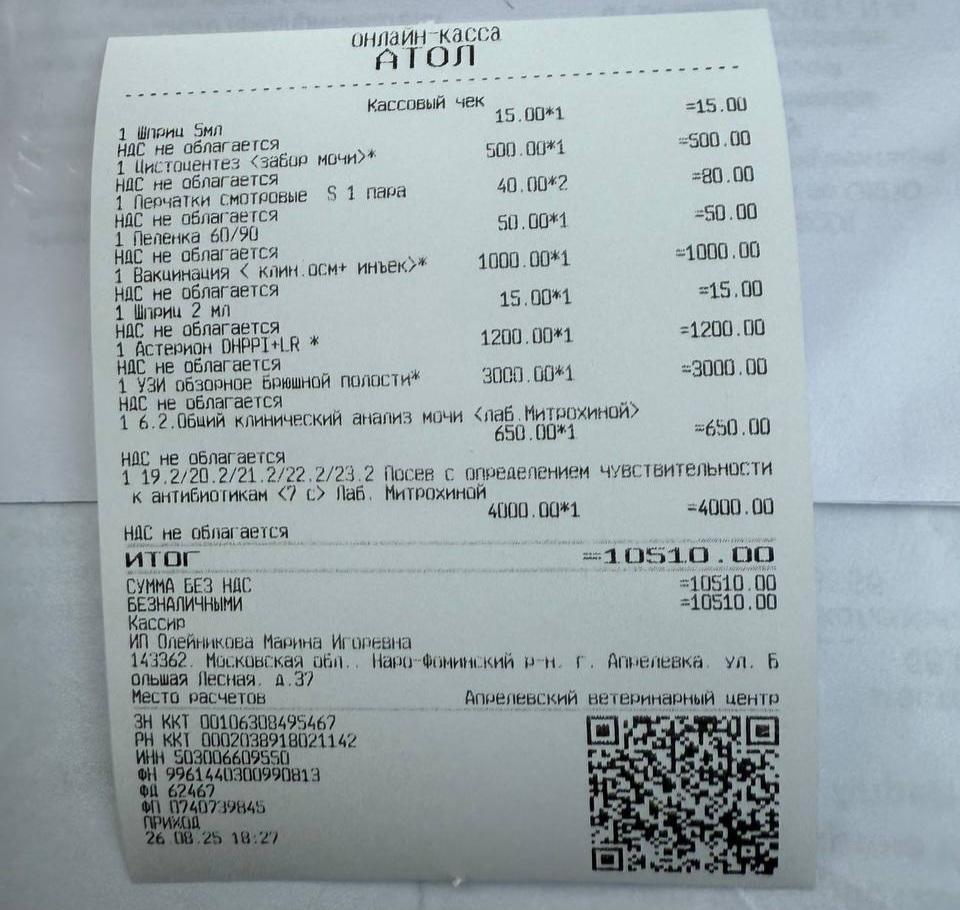 онлайн-касса
АТОЛ
Кассовый чек
1 Шприц 5мл 15.00*1 =15.00
НДС не облагается
1 Цистоцентез <забор мочи>* 500.00*1 =500.00
НДС не облагается
1 Перчатки смотровые S 1 пара 40.00*2 =80.00
НДС не облагается
1 Пеленка 60/90 50.00*1 =50.00
НДС не облагается
1 Вакцинация < клин.осм+ инъек>* 1000.00*1 =1000.00
НДС не облагается
1 Шприц 2 мл 15.00*1 =15.00
НДС не облагается
1 Астерион DHPPI+LR * 1200.00*1 =1200.00
НДС не облагается
1 УЗИ обзорное брюшной полости* 3000.00*1 =3000.00
НДС не облагается
1 6.2.Общий клинический анализ мочи <лаб.Митрохиной>
650.00*1 =650.00
НДС не облагается
1 19.2/20.2/21.2/22.2/23.2 Посев с определением чувствительности
к антибиотикам <7 с> Лаб. Митрохиной
4000.00*1 =4000.00
НДС не облагается
ИТОГ =10510.00
СУММА БЕЗ НДС =10510.00
БЕЗНАЛИЧНЫМИ =10510.00
Кассир
ИП Олейникова Марина Игоревна
143362. Московская обл.. Наро-Фоминский р-н. г. Апрелевка. ул. Б
ольшая Лесная. д.37
Место расчетов Апрелевский ветеринарный центр
ЗН ККТ 00106308495467
РН ККТ 0002038918021142
ИНН 503006609550
ФН 9961440300990813
ФД 62467
ФП 0740739845
ПРИХОД
26.08.25 18:27